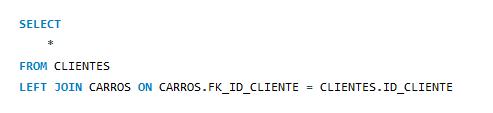 SELECT
*
FROM CLIENTES
LEFT JOIN CARROS ON CARROS.FK_ID_CLIENTE = CLIENTES.ID_CLIENTE